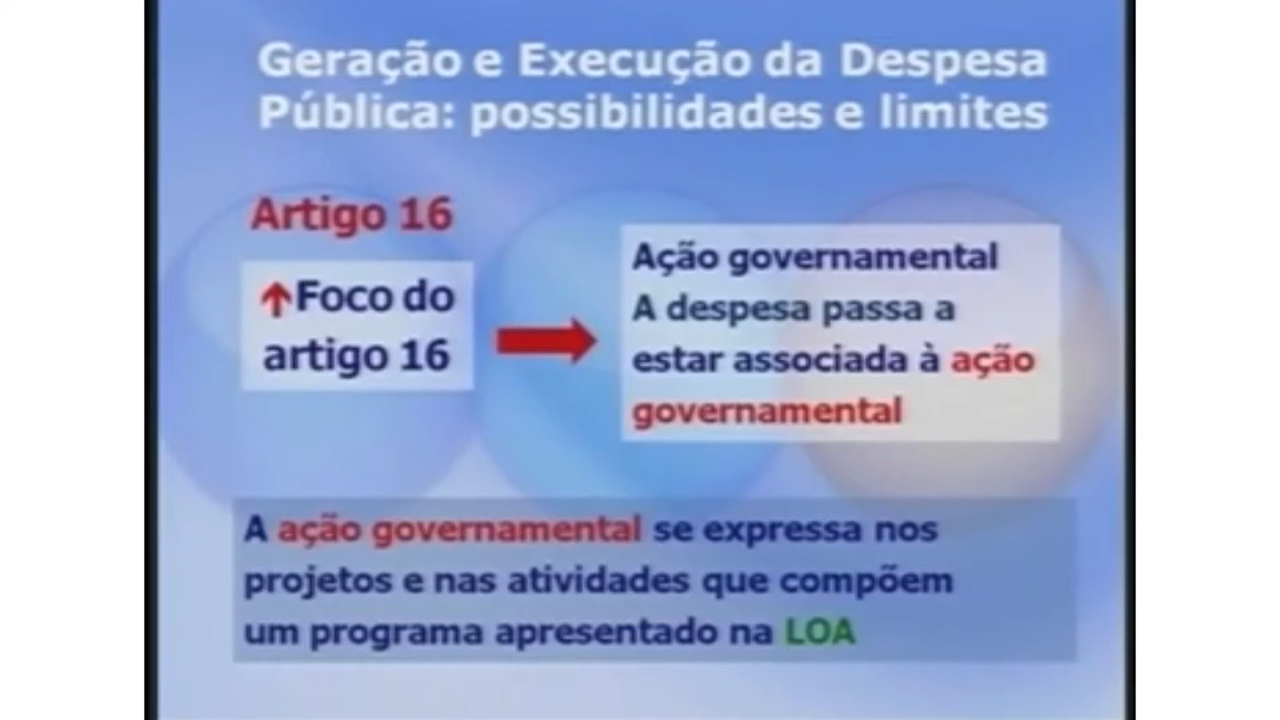 Geração e Execução da Despesa
Pública: possibilidades e limites
Artigo 16
↑Foco do
artigo 16
Ação governamental
A despesa passa a
estar associada à ação
governamental
A ação governamental se expressa nos
projetos e nas atividades que compõem
um programa apresentado na LOA